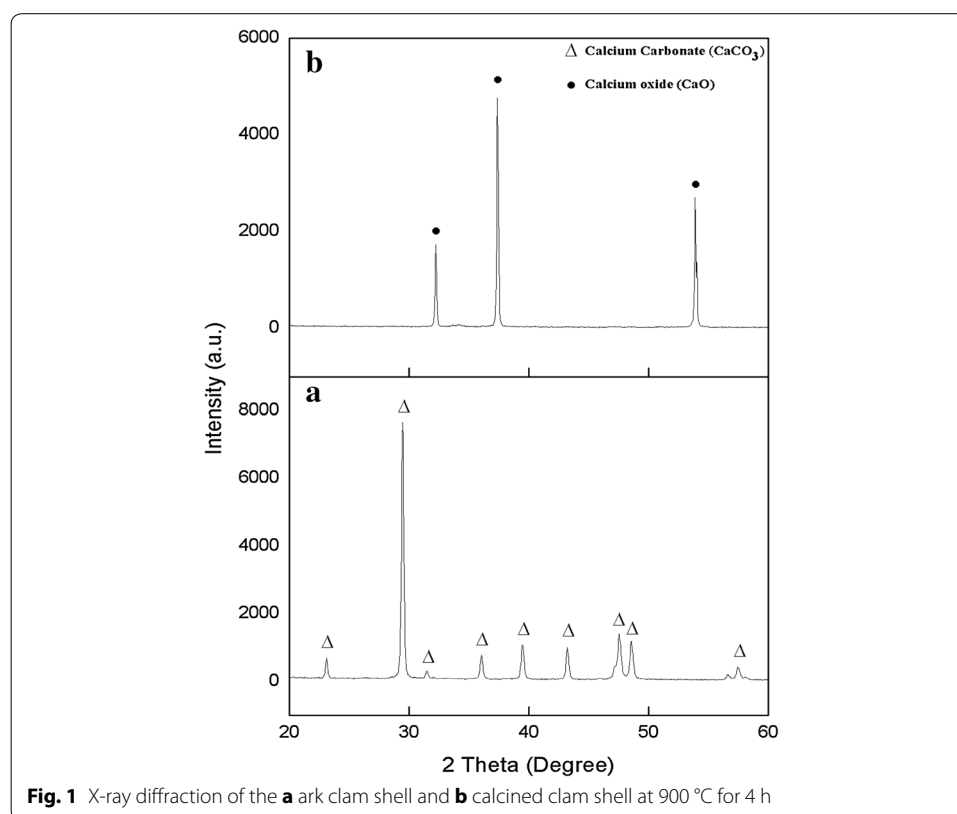 6000
b
Δ Calcium Carbonate (CaCO3)
● Calcium oxide (CaO)
4000
2000
0
Intensity (a.u.)
a
8000
6000
4000
2000
0
20 30 40 50 60
2 Theta (Degree)
Fig. 1 X-ray diffraction of the a ark clam shell and b calcined clam shell at 900 °C for 4 h